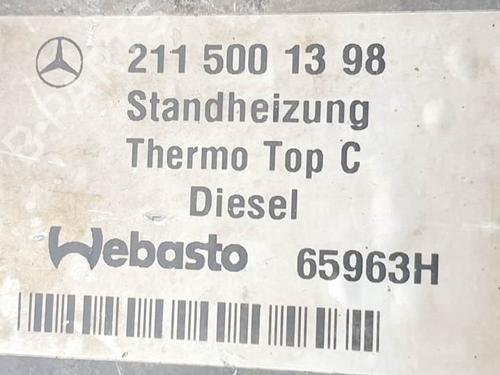 211 500 13 98
Standheizung
Thermo Top C
Diesel
Webasto 65963H